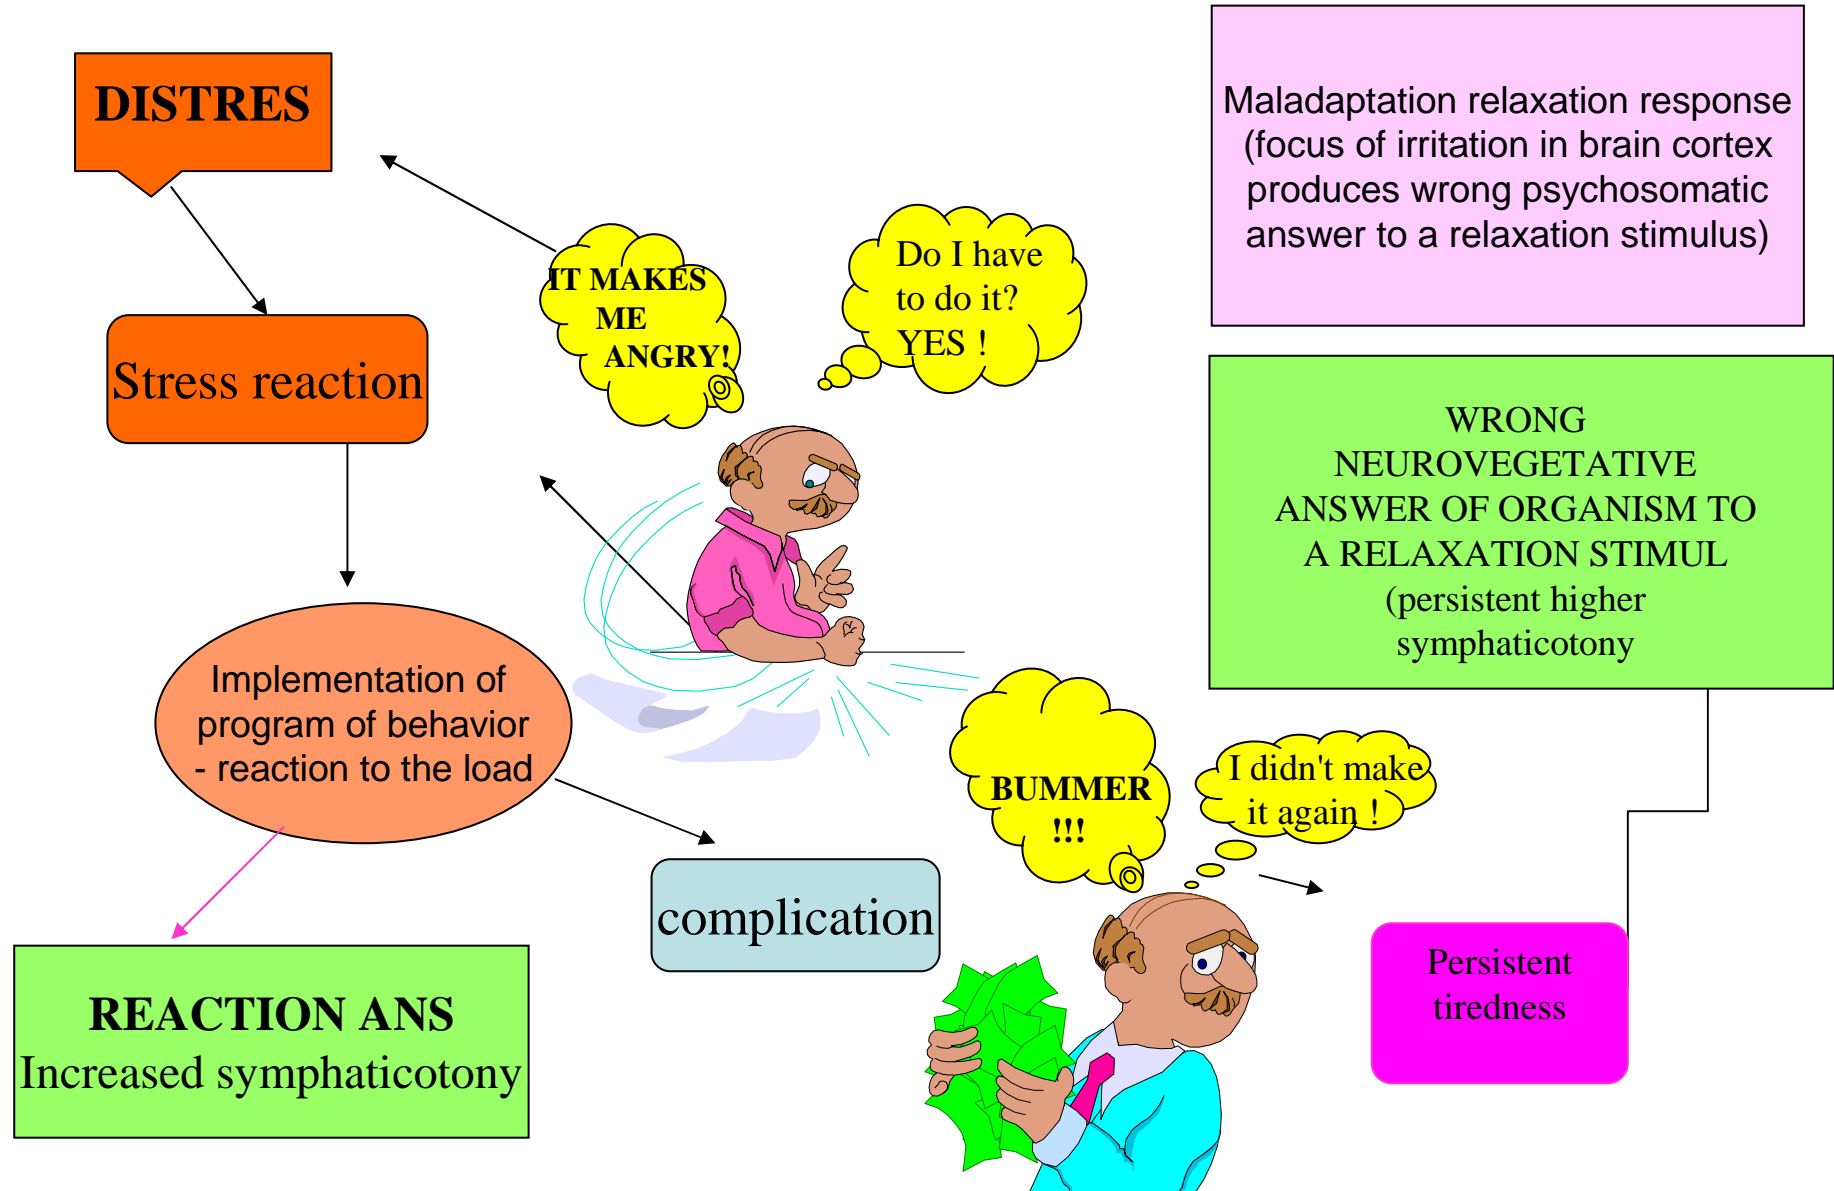 DISTRES
Stress reaction
Implementation of
program of behavior
- reaction to the load
REACTION ANS
Increased symphaticotony
complication
IT MAKES
ME
ANGRY!
Do I have
to do it?
YES !
BUMMER
!!!
I didn't make
it again !
Maladaptation relaxation response
(focus of irritation in brain cortex
produces wrong psychosomatic
answer to a relaxation stimulus)
WRONG
NEUROVEGETATIVE
ANSWER OF ORGANISM TO
A RELAXATION STIMUL
(persistent higher
symphaticotony
Persistent
tiredness